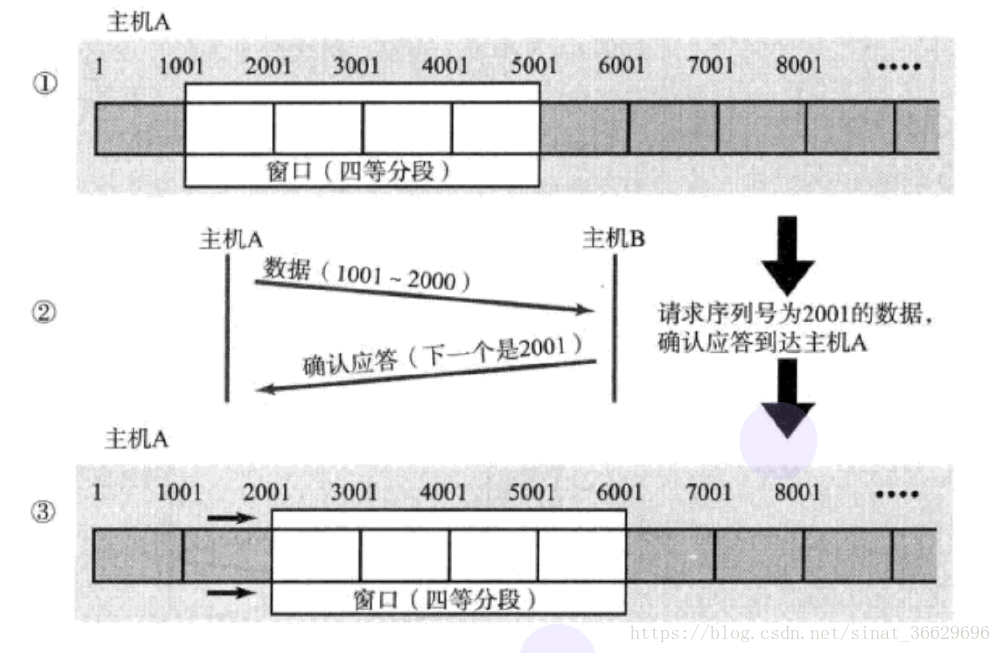 主机A
①
1 1001 2001 3001 4001 5001 6001 7001 8001 ••••
窗口（四等分段）
主机A 主机B
②
数据（1001～2000）
确认应答（下一个是2001）
请求序列号为2001的数据，
确认应答到达主机A
主机A
③
1 1001 2001 3001 4001 5001 6001 7001 8001 ••••
窗口（四等分段）
https://blog.csdn.net/sinat_36629696